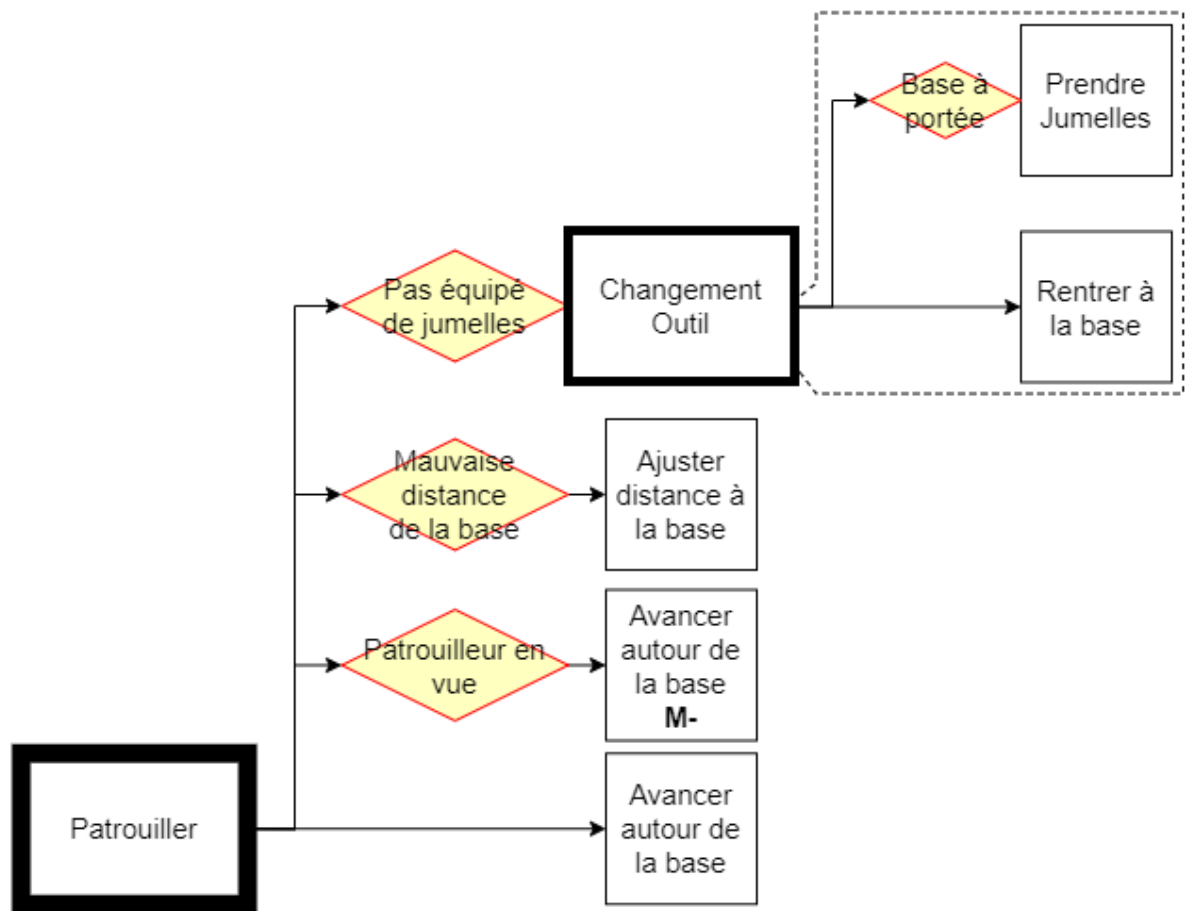 Base à
portée
Prendre
Jumelles
Pas équipé
de jumelles
Changement
Outil
Rentrer à
la base
Mauvaise
distance
de la base
Ajuster
distance à
la base
Patrouilleur en
vue
Avancer
autour de
la base
M-
Patrouiller
Avancer
autour de
la base